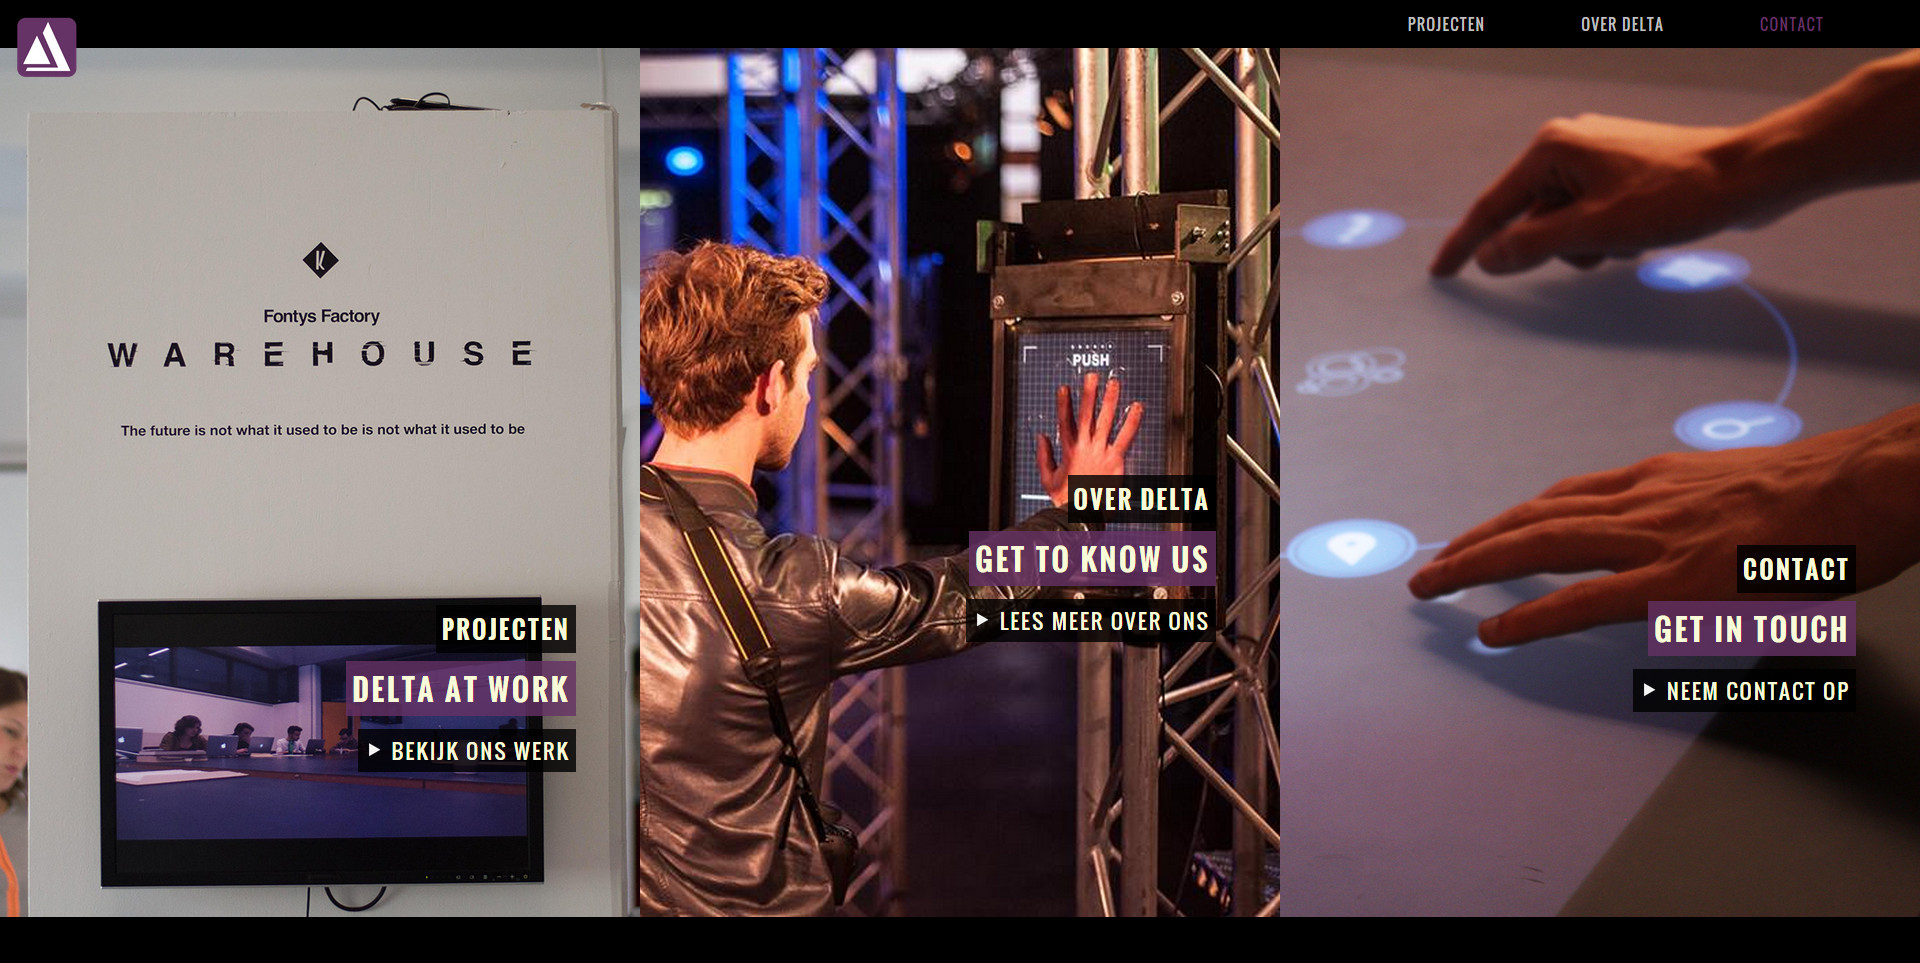 PROJECTEN
OVER DELTA
CONTACT
K
Fontys Factory
WAREHOUSE
The future is not what it used to be is not what it used to be
PROJECTEN
DELTA AT WORK
BEKIJK ONS WERK
PUSH
OVER DELTA
GET TO KNOW US
LEES MEER OVER ONS
CONTACT
GET IN TOUCH
NEEM CONTACT OP